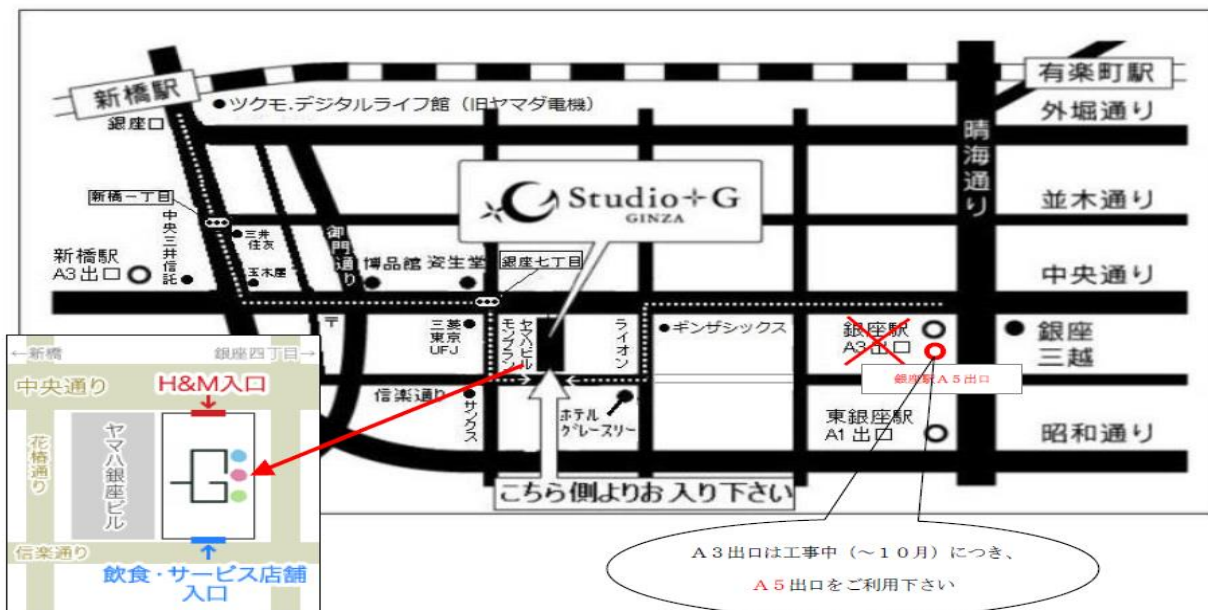 新橋駅
銀座口
●ツクモ.デジタルライフ館（旧ヤマダ電機）
有楽町駅
外堀通り
晴海通り
Studio+G
GINZA
並木通り
新橋一丁目
中央三井信託
三井
住友
玉木屋
御門通り
新橋駅
A3出口
博品館
資生堂
銀座七丁目
中央通り
〒
三菱
東京
UFJ
モンブラン
ヤマハビル
ライオン
●ギンザシックス
銀座駅
A3出口
銀座
三越
銀座駅A5出口
信楽通り
サンクス
ホテル
グレースリー
東銀座駅
A1出口
昭和通り
こちら側よりお入り下さい
←新橋
銀座四丁目→
中央通り
H&M入口
花椿通り
ヤマハ銀座ビル
G
信楽通り
飲食・サービス店舗
入口
A3出口は工事中（～10月）につき、
A5出口をご利用下さい